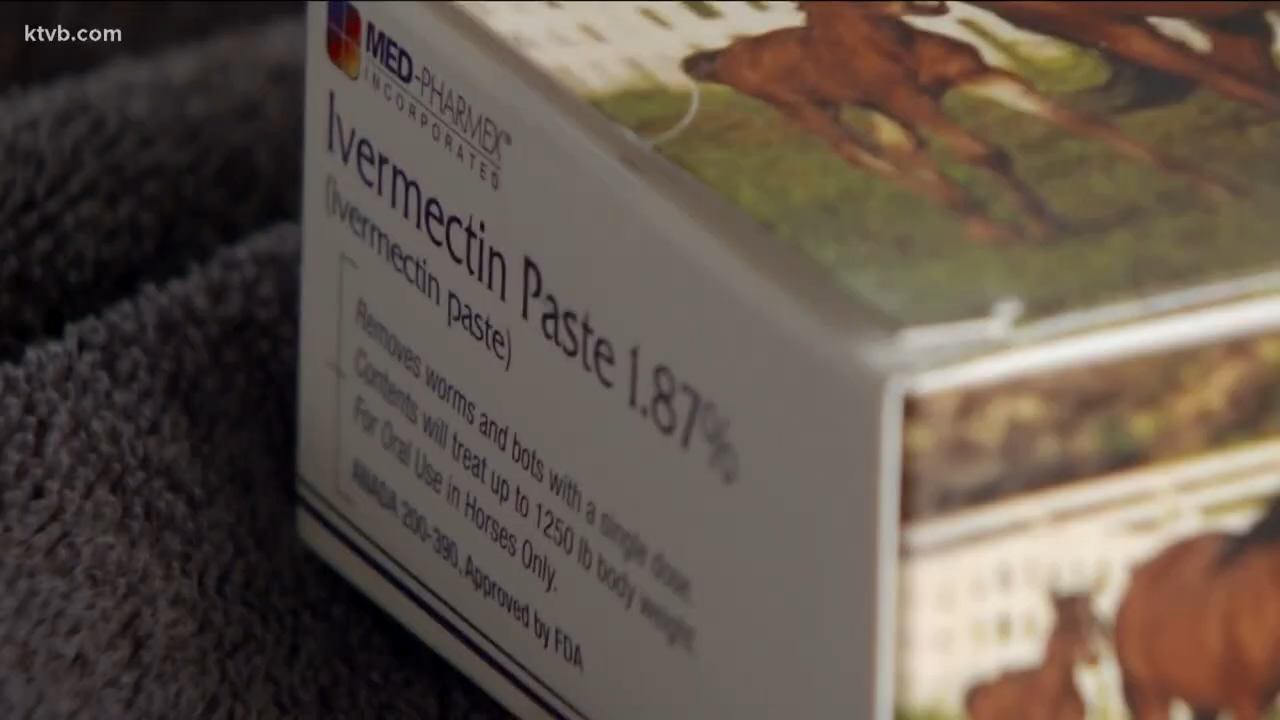 ktvb.com
MED-PHARMEX™
INCORPORATED
Ivermectin Paste 1.87%
(ivermectin paste)
Removes worms and bots with a single dose.
Contents will treat up to 1250 lb body weight.
For Oral Use in Horses Only.
ANADA 200-390, Approved by FDA